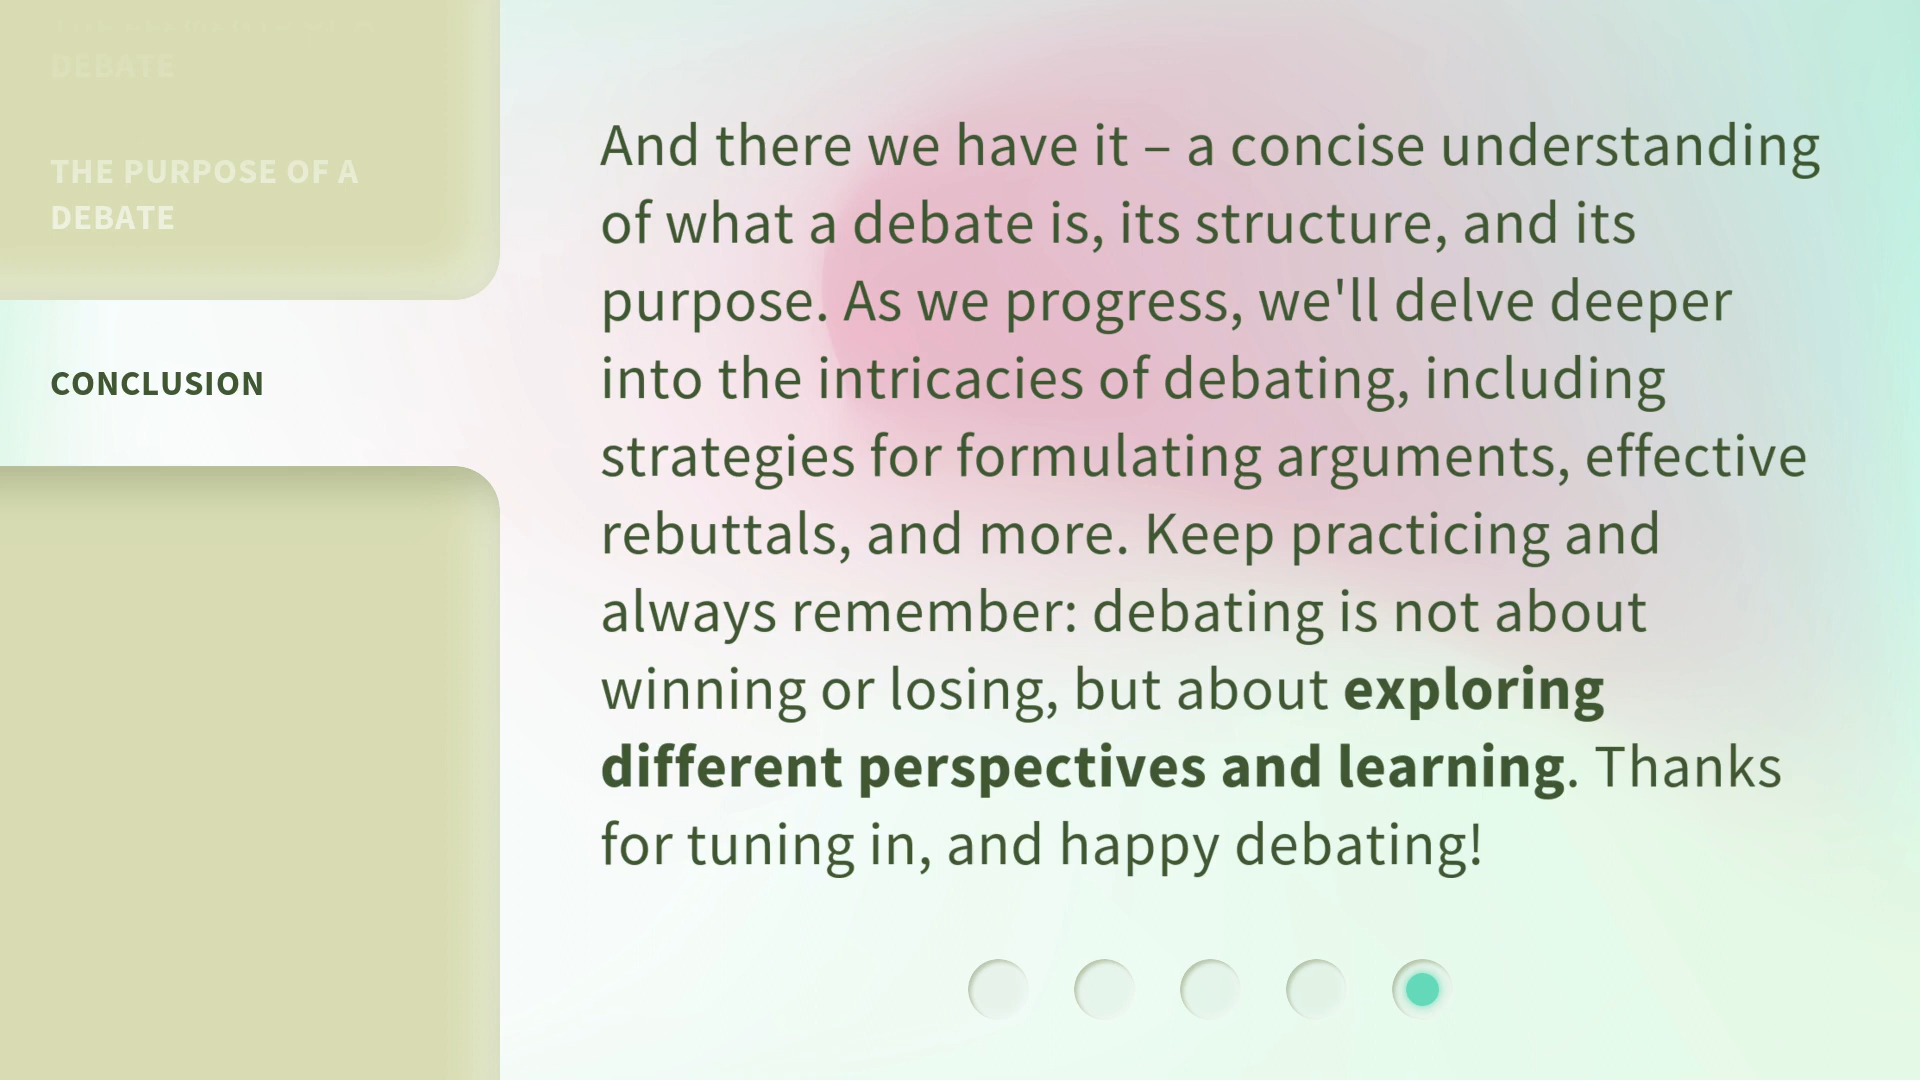 DEBATE
THE PURPOSE OF A
DEBATE
CONCLUSION
And there we have it – a concise understanding
of what a debate is, its structure, and its
purpose. As we progress, we'll delve deeper
into the intricacies of debating, including
strategies for formulating arguments, effective
rebuttals, and more. Keep practicing and
always remember: debating is not about
winning or losing, but about exploring
different perspectives and learning. Thanks
for tuning in, and happy debating!